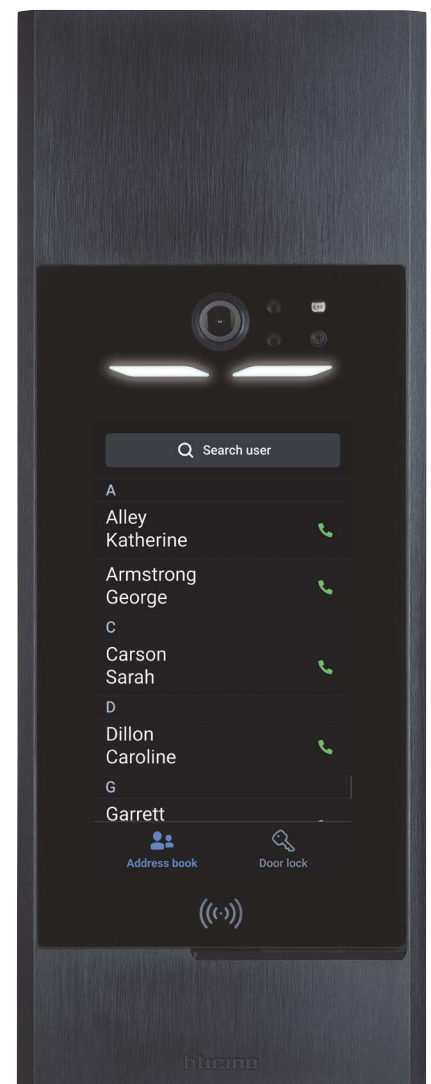 Search user
A
Alley
Katherine
Armstrong
George
C
Carson
Sarah
D
Dillon
Caroline
G
Garrett
Address book
Door lock
bticino